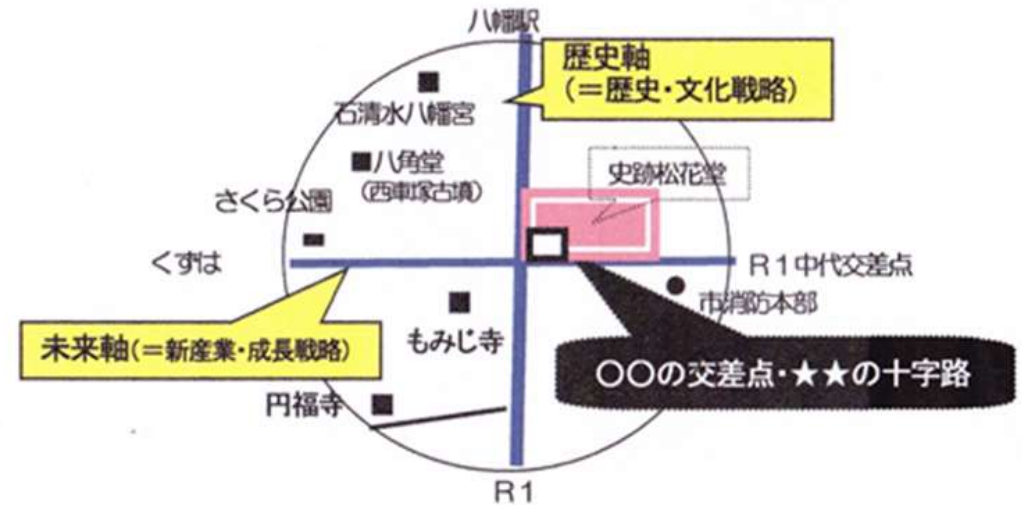 八幡駅
歴史軸
(=歴史・文化戦略)
石清水八幡宮
八角堂
(西車塚古墳)
史跡松花堂
さくら公園
くずは
R1中代交差点
市消防本部
未来軸(=新産業・成長戦略)
もみじ寺
〇〇の交差点・★★の十字路
円福寺
R1